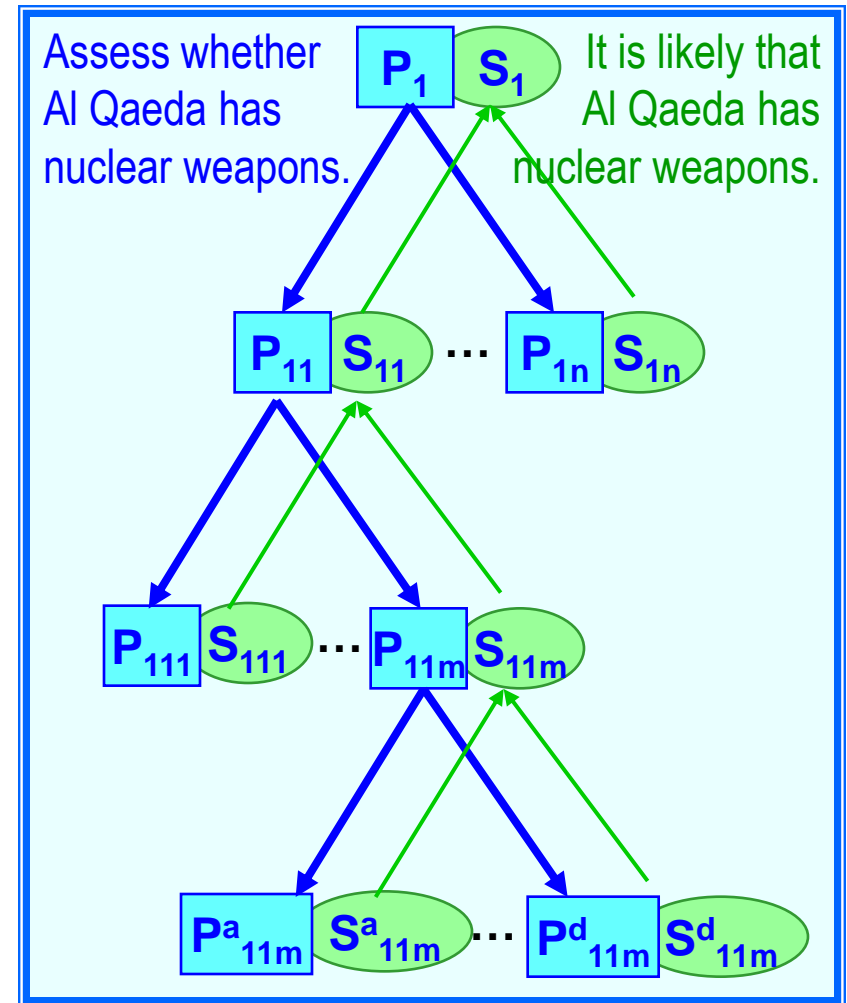 Assess whether
Al Qaeda has
nuclear weapons.
P₁ S₁
It is likely that
Al Qaeda has
nuclear weapons.
P₁₁ S₁₁ ... P₁ₙ S₁ₙ
P₁₁₁ S₁₁₁ ... P₁₁ₘ S₁₁ₘ
Pᵃ₁₁ₘ Sᵃ₁₁ₘ ... Pᵈ₁₁ₘ Sᵈ₁₁ₘ